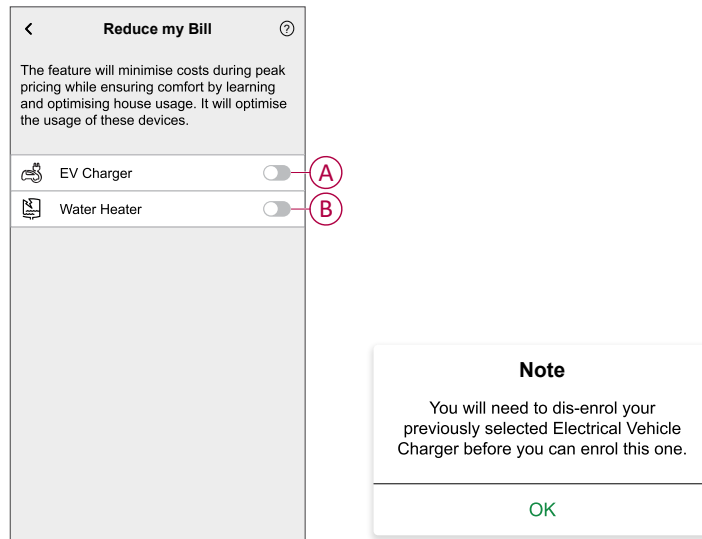 Reduce my Bill
?
The feature will minimise costs during peak
pricing while ensuring comfort by learning
and optimising house usage. It will optimise
the usage of these devices.
EV Charger
A
Water Heater
B
Note
You will need to dis-enrol your
previously selected Electrical Vehicle
Charger before you can enrol this one.
OK